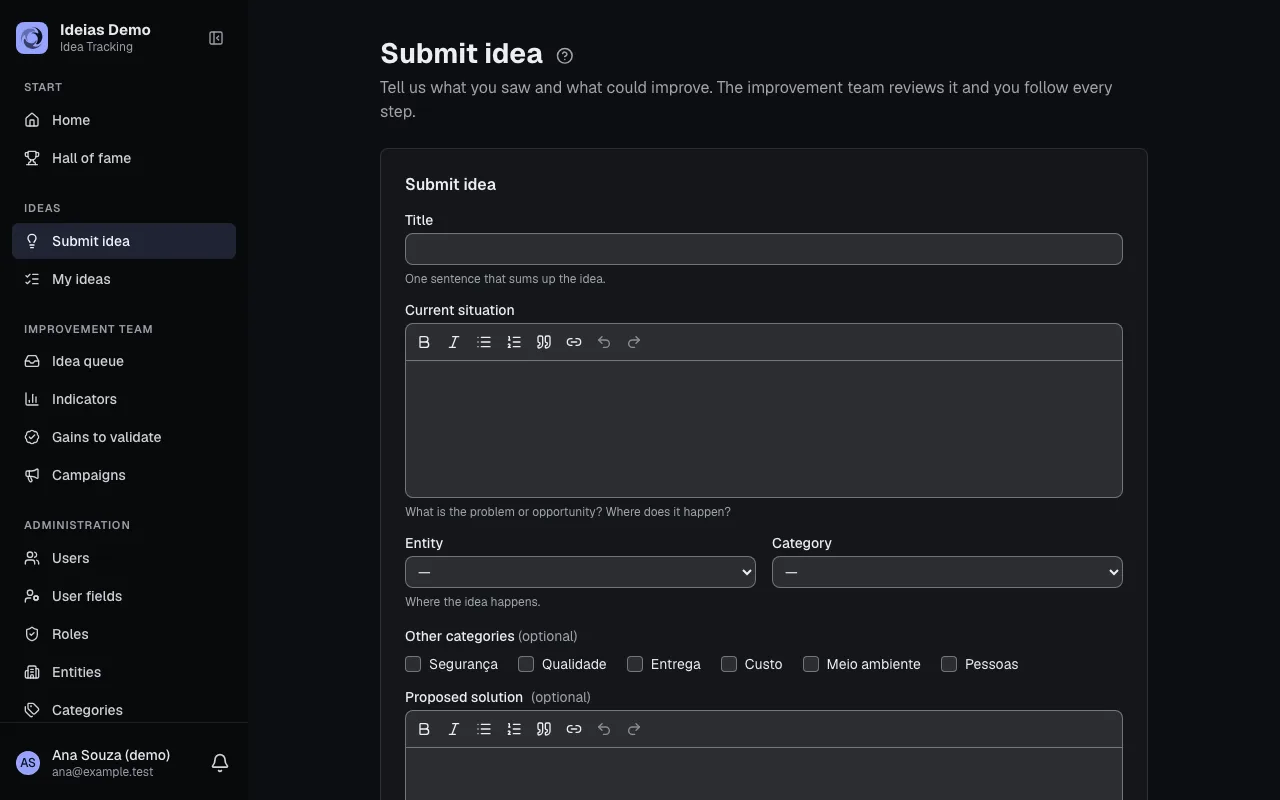 Ideias Demo
Idea Tracking
START
Home
Hall of fame
IDEAS
Submit idea
My ideas
IMPROVEMENT TEAM
Idea queue
Indicators
Gains to validate
Campaigns
ADMINISTRATION
Users
User fields
Roles
Entities
Categories
AS
Ana Souza (demo)
ana@example.test
Submit idea
Tell us what you saw and what could improve. The improvement team reviews it and you follow every
step.
Submit idea
Title
One sentence that sums up the idea.
Current situation
What is the problem or opportunity? Where does it happen?
Entity
Category
—
—
Where the idea happens.
Other categories (optional)
Segurança Qualidade Entrega Custo Meio ambiente Pessoas
Proposed solution (optional)